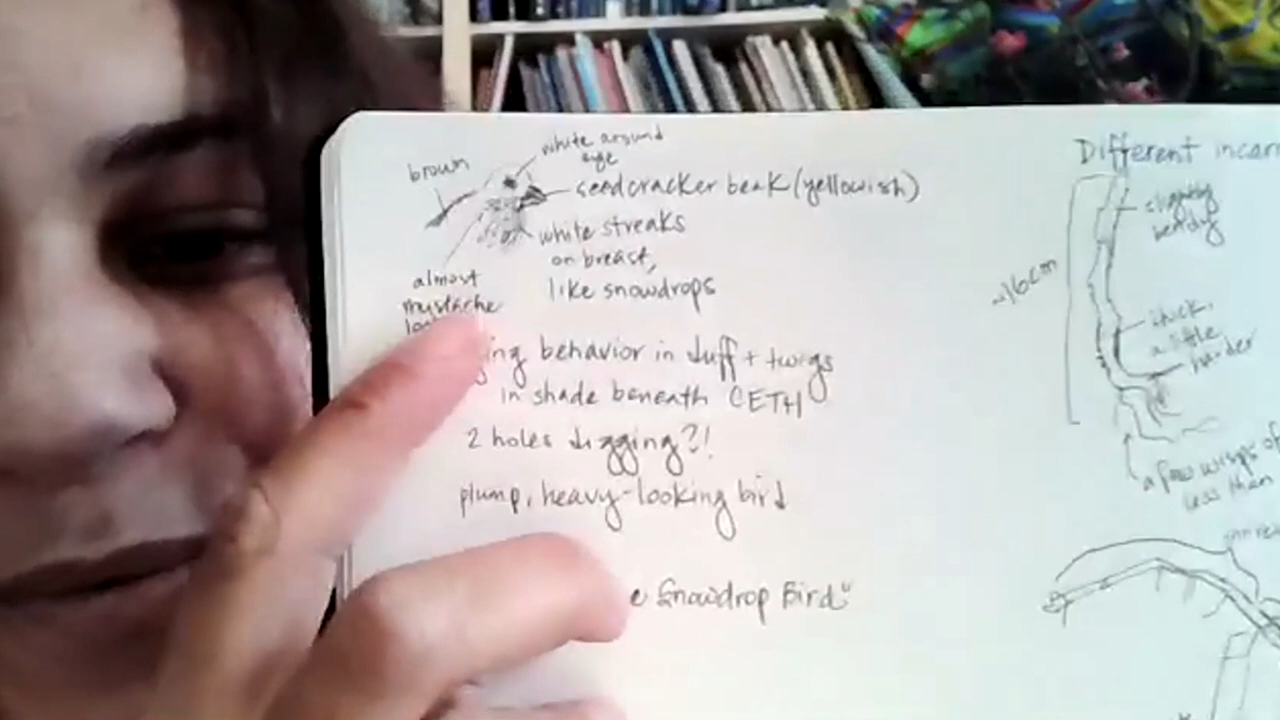 white around
eye
brown
seedcracker beak (yellowish)
white streaks
on breast,
like snowdrops
almost
mustache
behavior in duff + twigs
in shade beneath CETH
2 holes digging?!
plump, heavy-looking bird
Snowdrop Bird"
Different
slightly
bendy
~16cm
thick,
a little
harder
a few wisps of
less than